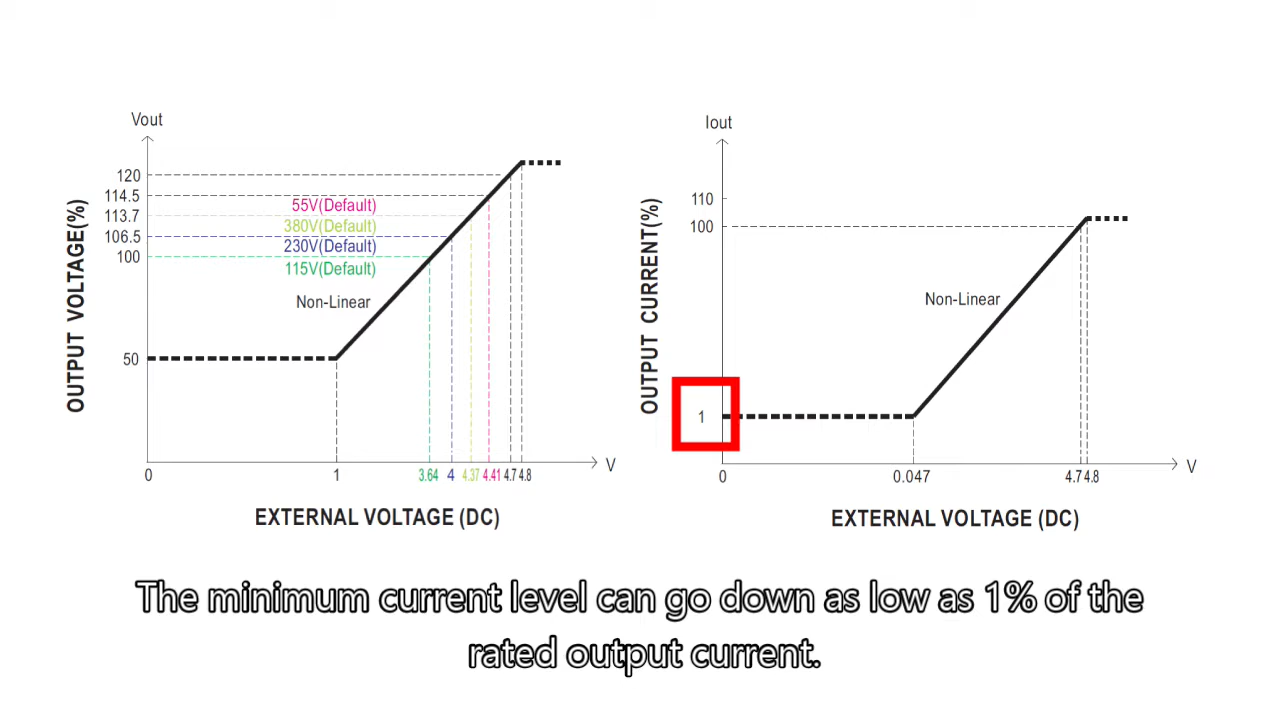 Vout
120
114.5
113.7
106.5
100
50
OUTPUT VOLTAGE(%)
55V(Default)
380V(Default)
230V(Default)
115V(Default)
Non-Linear
0
1
3.64
4
4.37
4.41
4.7
4.8
V
EXTERNAL VOLTAGE (DC)
Iout
110
100
1
OUTPUT CURRENT(%)
Non-Linear
0
0.047
4.7
4.8
V
EXTERNAL VOLTAGE (DC)
The minimum current level can go down as low as 1% of the
rated output current.